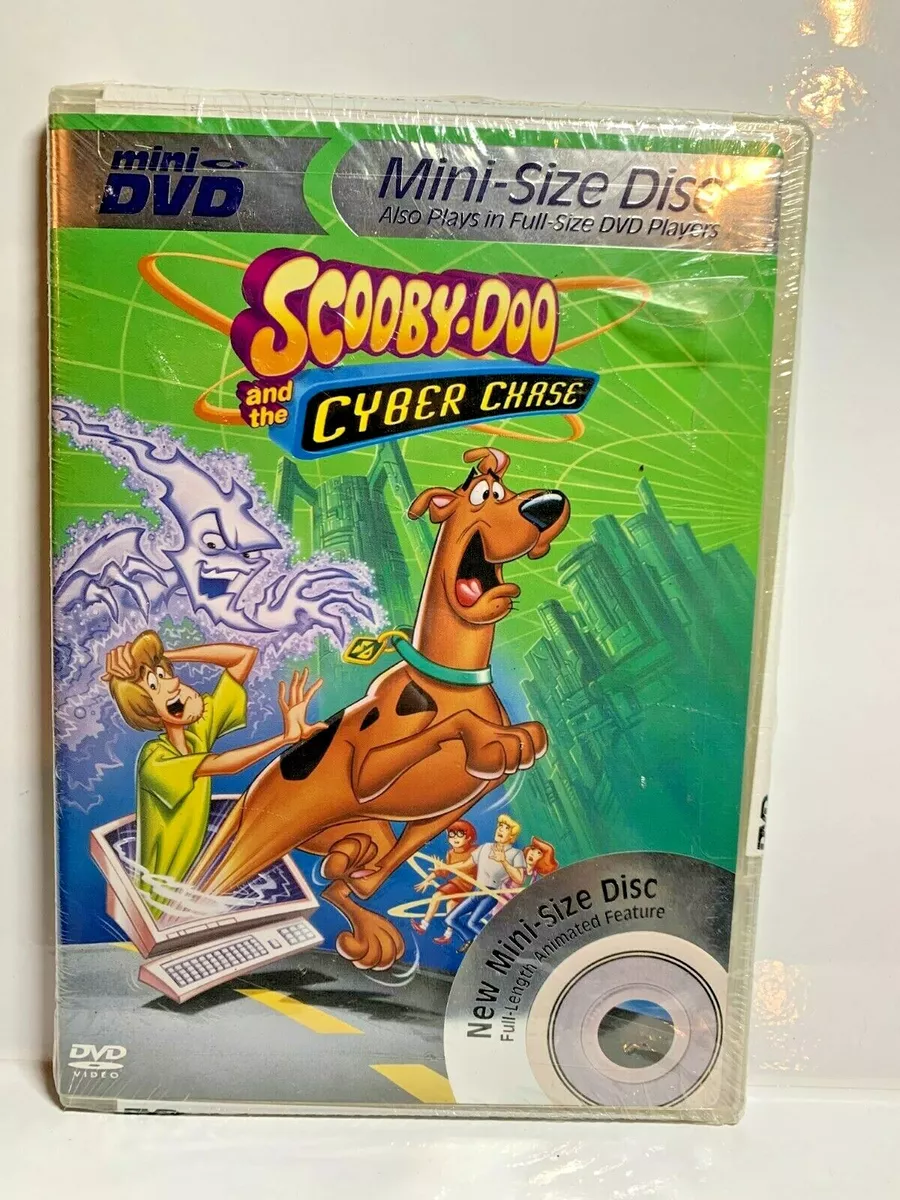 mini
DVD
Mini-Size Disc
Also Plays in Full-Size DVD Players
SCOOBY-DOO
and
the
CYBER CHASE
New Mini-Size Disc
Full-Length Animated Feature
DVD
VIDEO